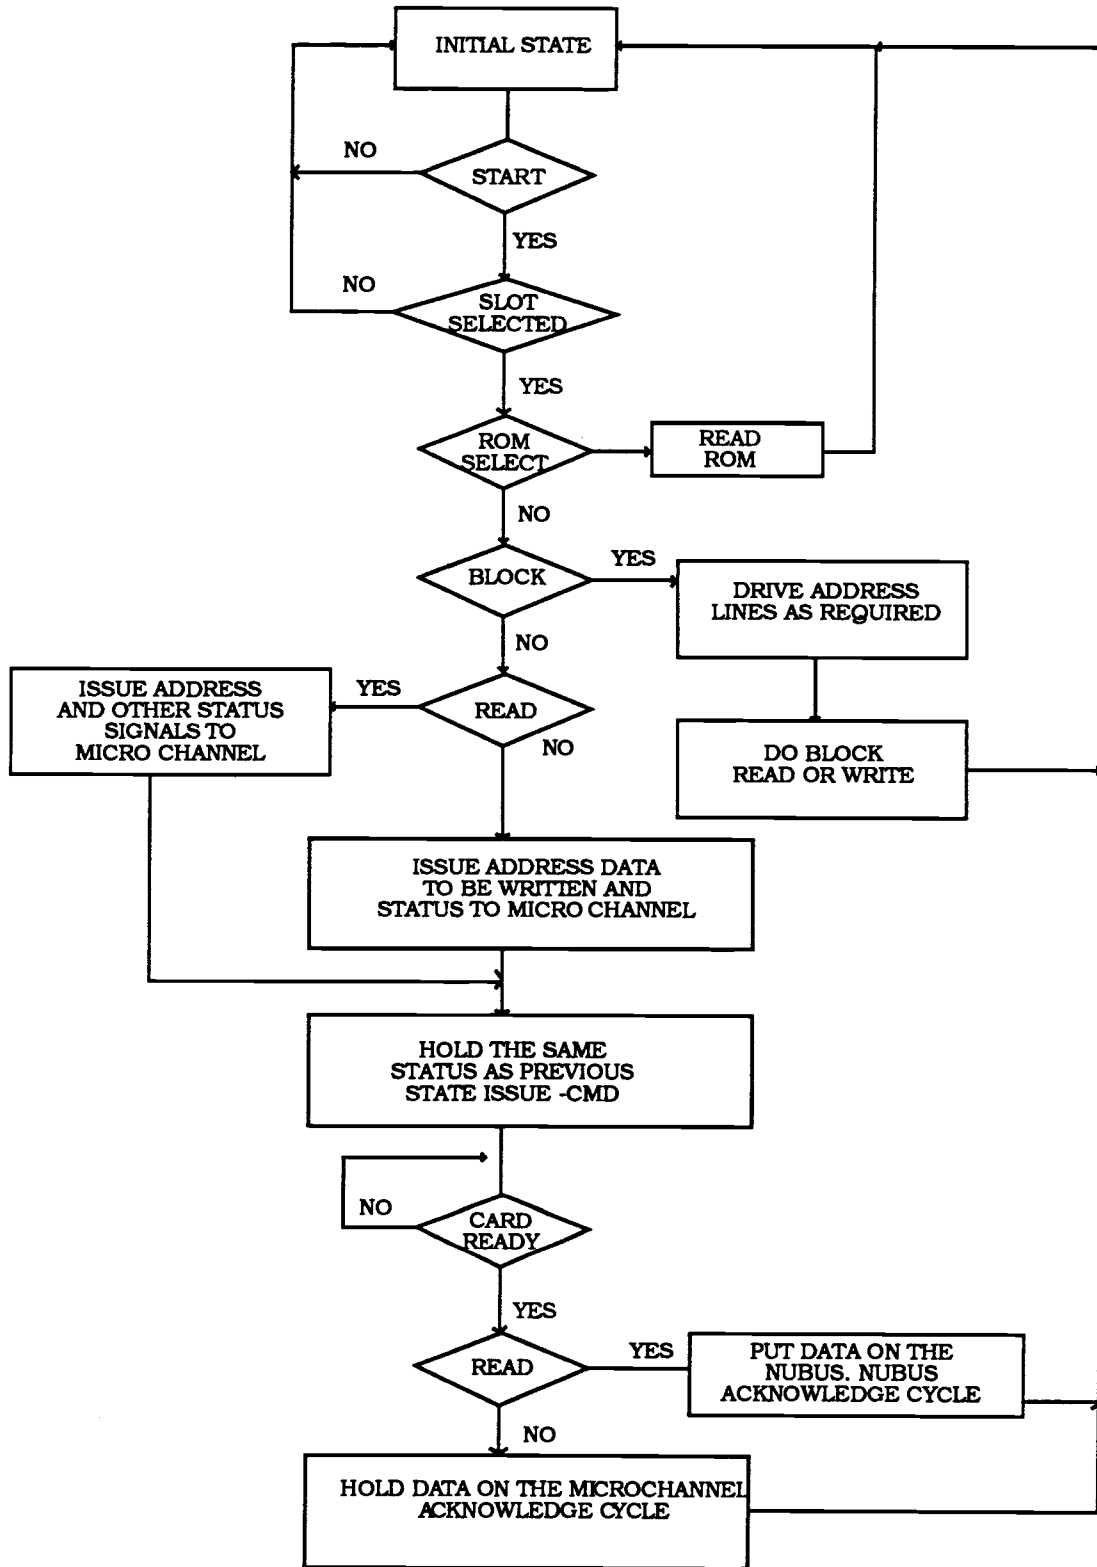 INITIAL STATE
NO
START
YES
NO
SLOT
SELECTED
YES
ROM
SELECT
READ
ROM
NO
BLOCK
YES
DRIVE ADDRESS
LINES AS REQUIRED
NO
ISSUE ADDRESS
AND OTHER STATUS
SIGNALS TO
MICRO CHANNEL
YES
READ
NO
DO BLOCK
READ OR WRITE
ISSUE ADDRESS DATA
TO BE WRITTEN AND
STATUS TO MICRO CHANNEL
HOLD THE SAME
STATUS AS PREVIOUS
STATE ISSUE -CMD
NO
CARD
READY
YES
READ
YES
PUT DATA ON THE
NUBUS. NUBUS
ACKNOWLEDGE CYCLE
NO
HOLD DATA ON THE MICROCHANNEL
ACKNOWLEDGE CYCLE